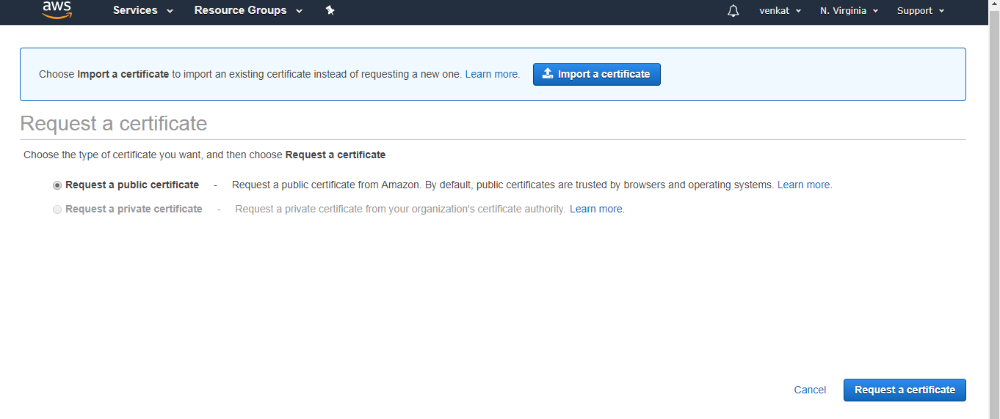 aws Services Resource Groups venkat N. Virginia Support
Choose Import a certificate to import an existing certificate instead of requesting a new one. Learn more. Import a certificate
Request a certificate
Choose the type of certificate you want, and then choose Request a certificate
Request a public certificate - Request a public certificate from Amazon. By default, public certificates are trusted by browsers and operating systems. Learn more.
Request a private certificate - Request a private certificate from your organization's certificate authority. Learn more.
Cancel Request a certificate